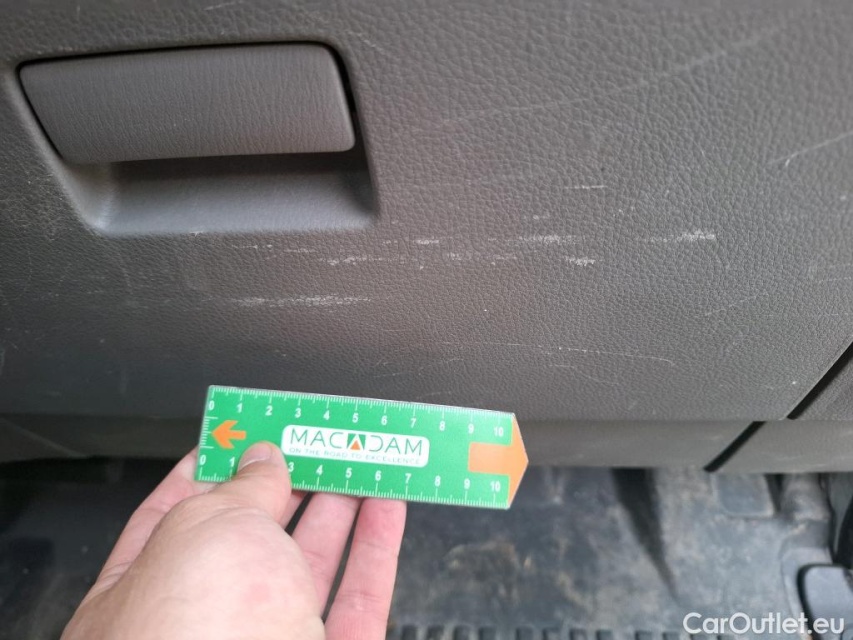 0 1 2 3 4 5 6 7 8 9 10
MACADAM
ON THE ROAD TO EXCELLENCE
0 1 3 4 5 6 7 8 9 10
CarOutlet.eu